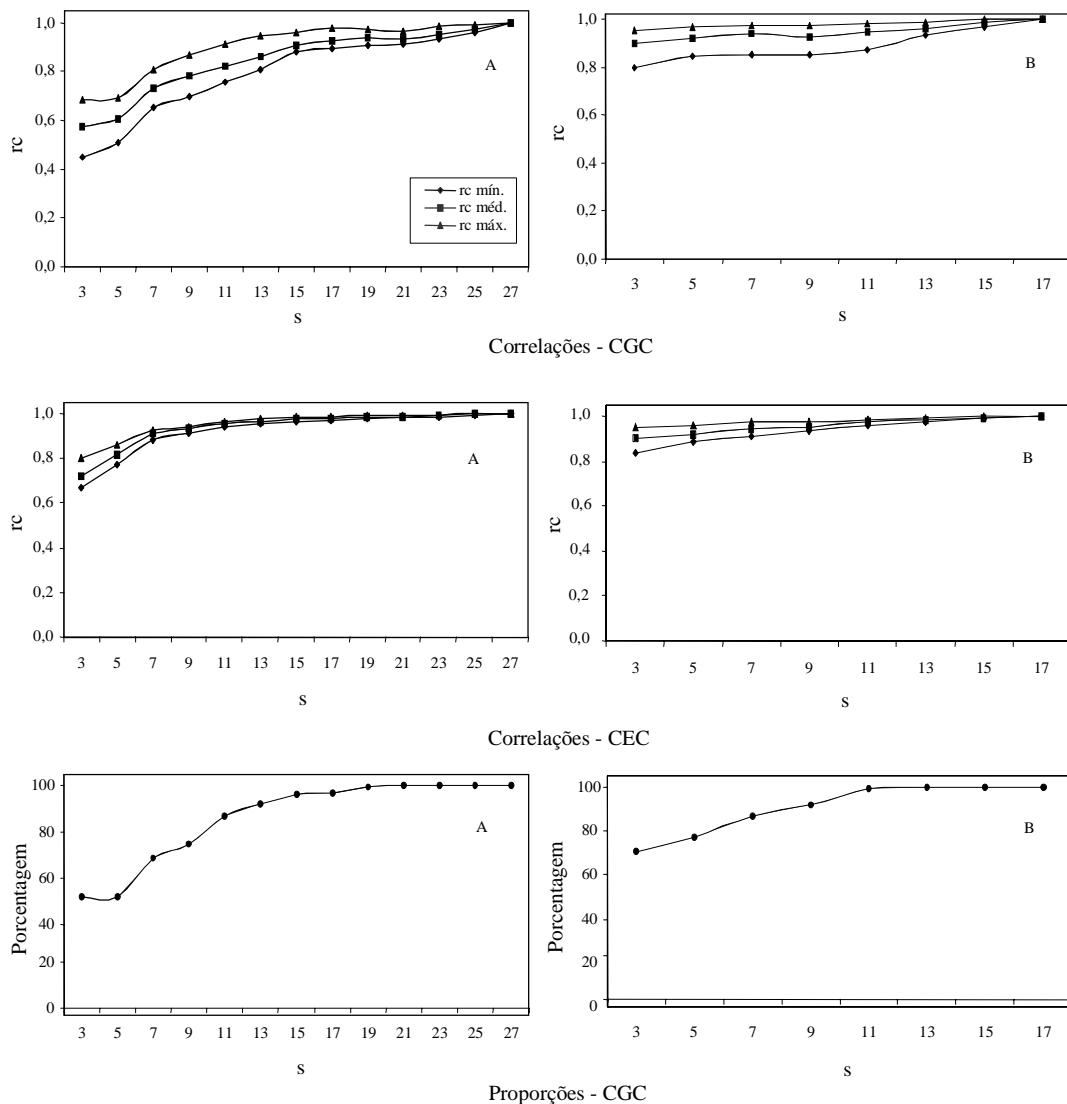 1,0
0,8
0,6
0,4
0,2
0,0
rc
A
rc mín.
rc méd.
rc máx.
3 5 7 9 11 13 15 17 19 21 23 25 27
s
1,0
0,8
0,6
0,4
0,2
0,0
rc
B
3 5 7 9 11 13 15 17
s
Correlações - CGC
1,0
0,8
0,6
0,4
0,2
0,0
rc
A
3 5 7 9 11 13 15 17 19 21 23 25 27
s
1,0
0,8
0,6
0,4
0,2
0,0
rc
B
3 5 7 9 11 13 15 17
s
Correlações - CEC
100
80
60
40
20
0
Porcentagem
A
3 5 7 9 11 13 15 17 19 21 23 25 27
s
100
80
60
40
20
0
Porcentagem
B
3 5 7 9 11 13 15 17
s
Proporções - CGC